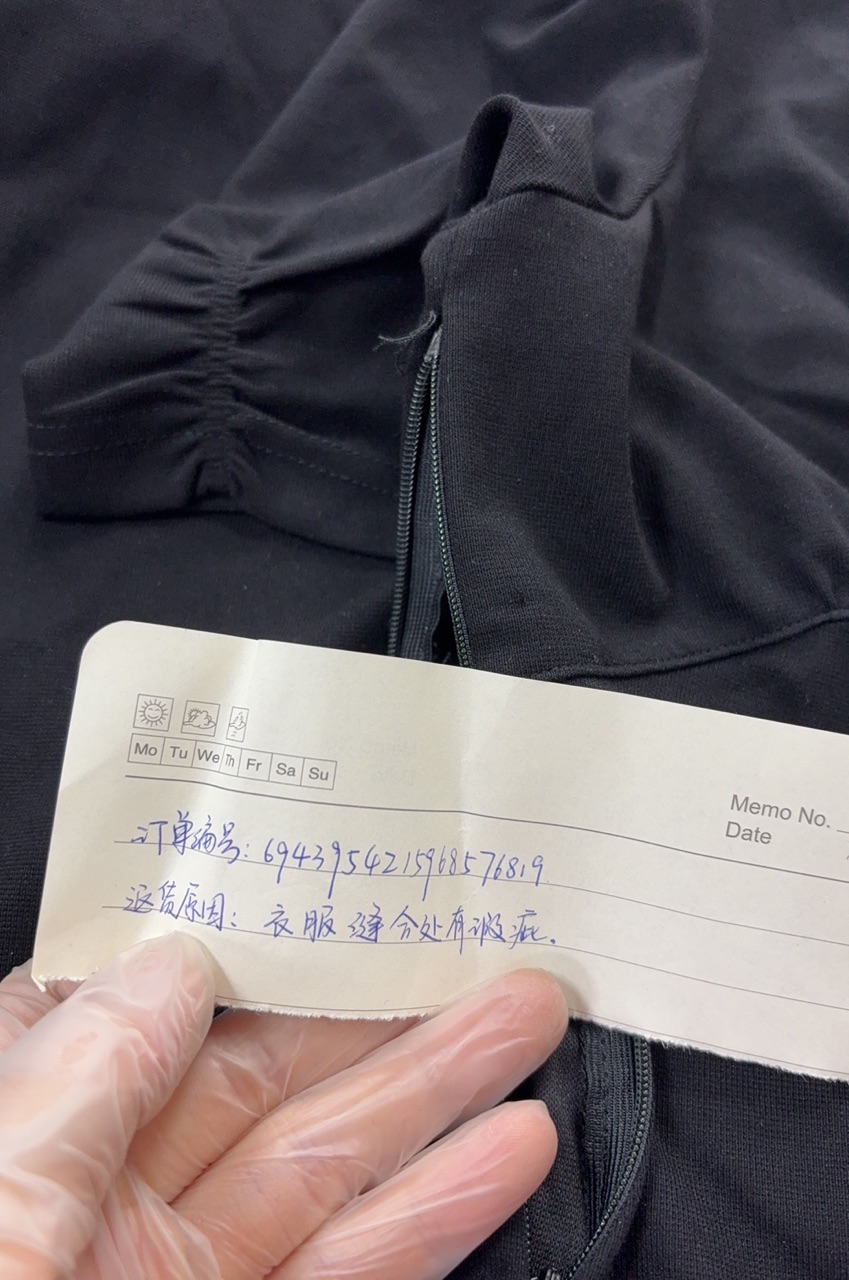 Mo Tu We Th Fr Sa Su
Memo No.
Date
订单编号: 6943954215968576819
返货原因: 衣服缝合处有瑕疵.